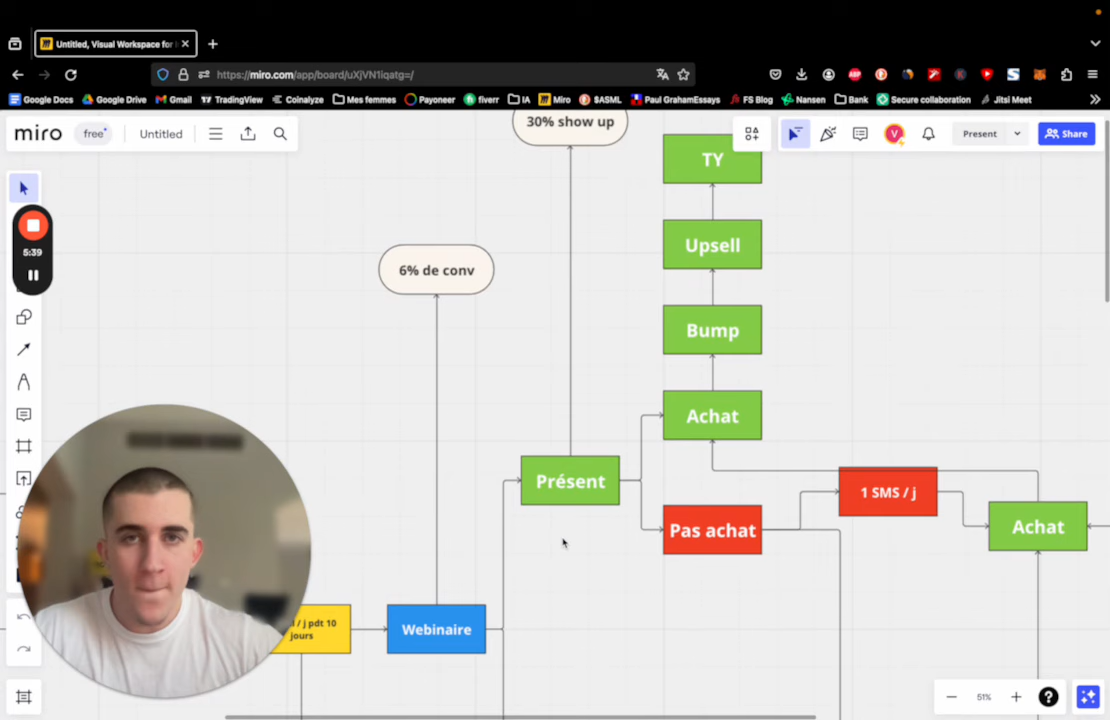 Untitled, Visual Workspace for
https://miro.com/app/board/uXjVN1iqatg=/
Google Docs
Google Drive
Gmail
TradingView
Coinalyze
Mes femmes
Payoneer
fiverr
IA
Miro
$ASML
Paul GrahamEssays
FS Blog
Nansen
Bank
Secure collaboration
Jitsi Meet
miro
free
Untitled
V
Present
Share
30% show up
TY
5:39
Upsell
6% de conv
Bump
Achat
Présent
1 SMS / j
Pas achat
Achat
/ j pdt 10
jours
Webinaire
51%
?